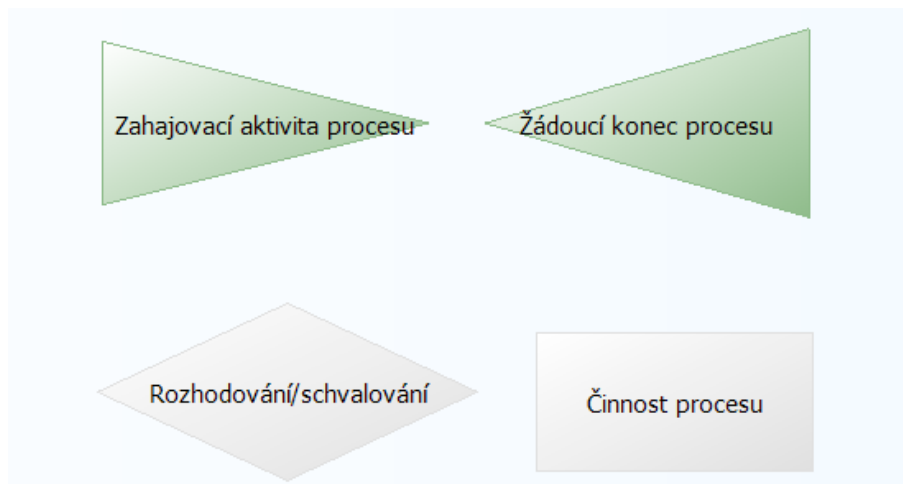 Zahajovací aktivita procesu
Žádoucí konec procesu
Rozhodování/schvalování
Činnost procesu